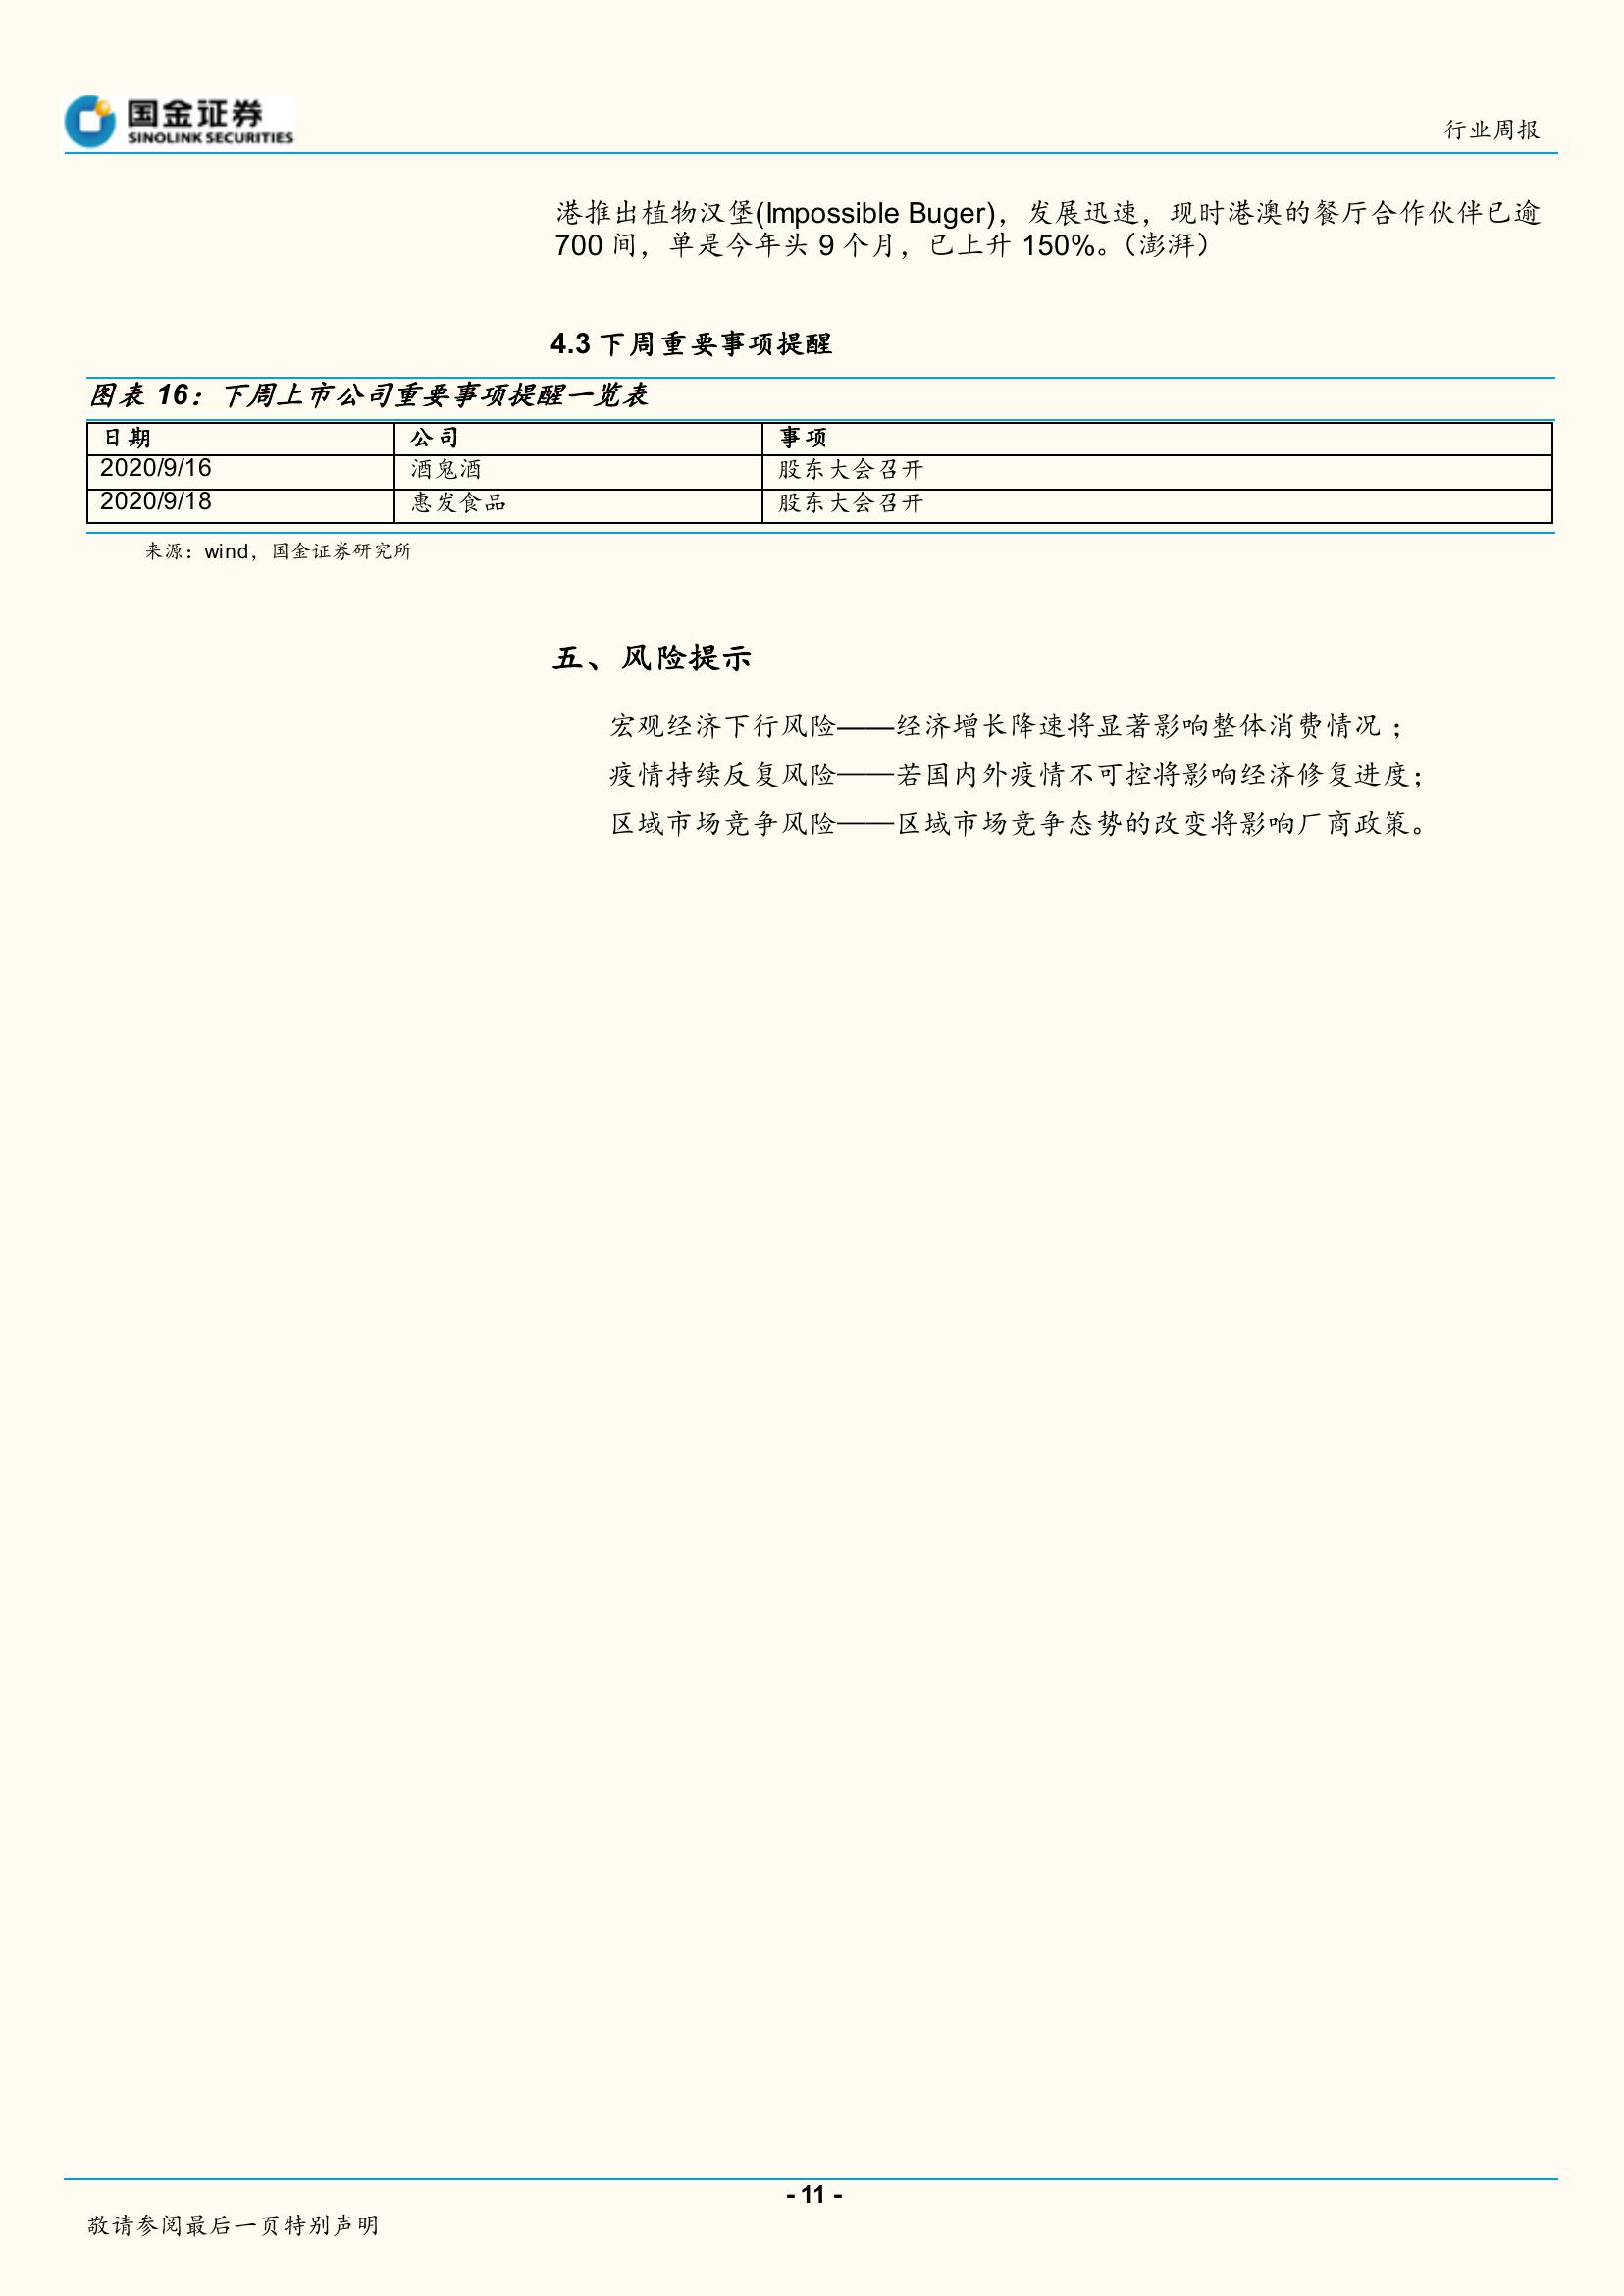 国金证券
SINOLINK SECURITIES
行业周报
港推出植物汉堡(Impossible Buger)，发展迅速，现时港澳的餐厅合作伙伴已逾
700 间，单是今年头 9 个月，已上升 150%。（澎湃）
4.3 下周重要事项提醒
图表 16：下周上市公司重要事项提醒一览表
日期 公司 事项
2020/9/16 酒鬼酒 股东大会召开
2020/9/18 惠发食品 股东大会召开
来源：wind，国金证券研究所
五、风险提示
宏观经济下行风险——经济增长降速将显著影响整体消费情况；
疫情持续反复风险——若国内外疫情不可控将影响经济修复进度；
区域市场竞争风险——区域市场竞争态势的改变将影响厂商政策。
- 11 -
敬请参阅最后一页特别声明